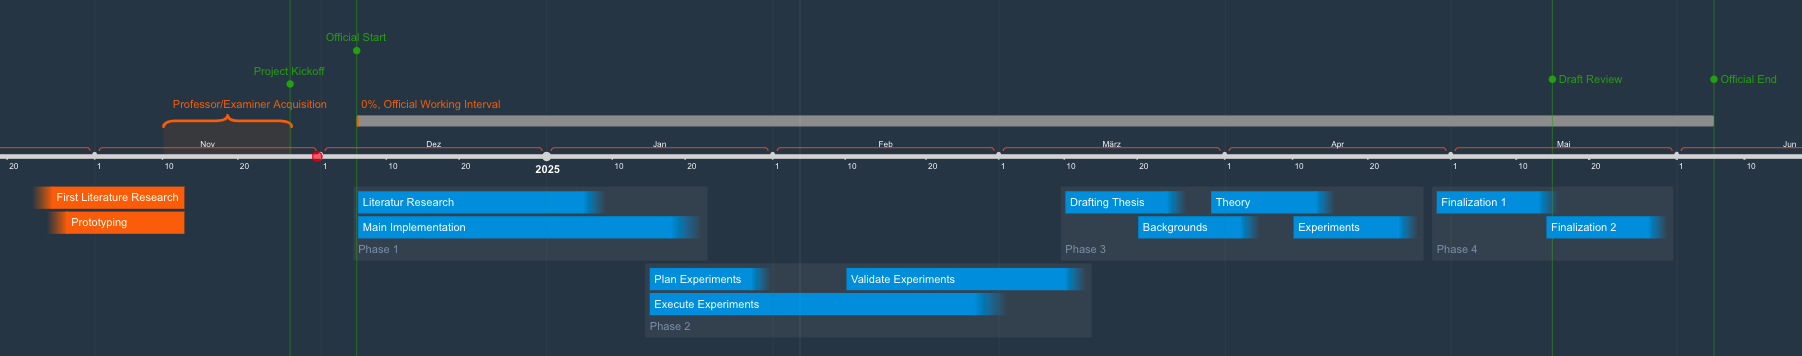 Official Start
Project Kickoff
Draft Review
Official End
Professor/Examiner Acquisition
0%, Official Working Interval
Nov Dez Jan Feb März Apr Mai Jun
20 1 10 20 1 10 20 2025 10 20 1 10 20 1 10 20 1 10 20 1 10 20 1 10
First Literature Research
Prototyping
Literatur Research
Main Implementation
Phase 1
Plan Experiments
Validate Experiments
Execute Experiments
Phase 2
Drafting Thesis
Theory
Backgrounds
Experiments
Phase 3
Finalization 1
Finalization 2
Phase 4